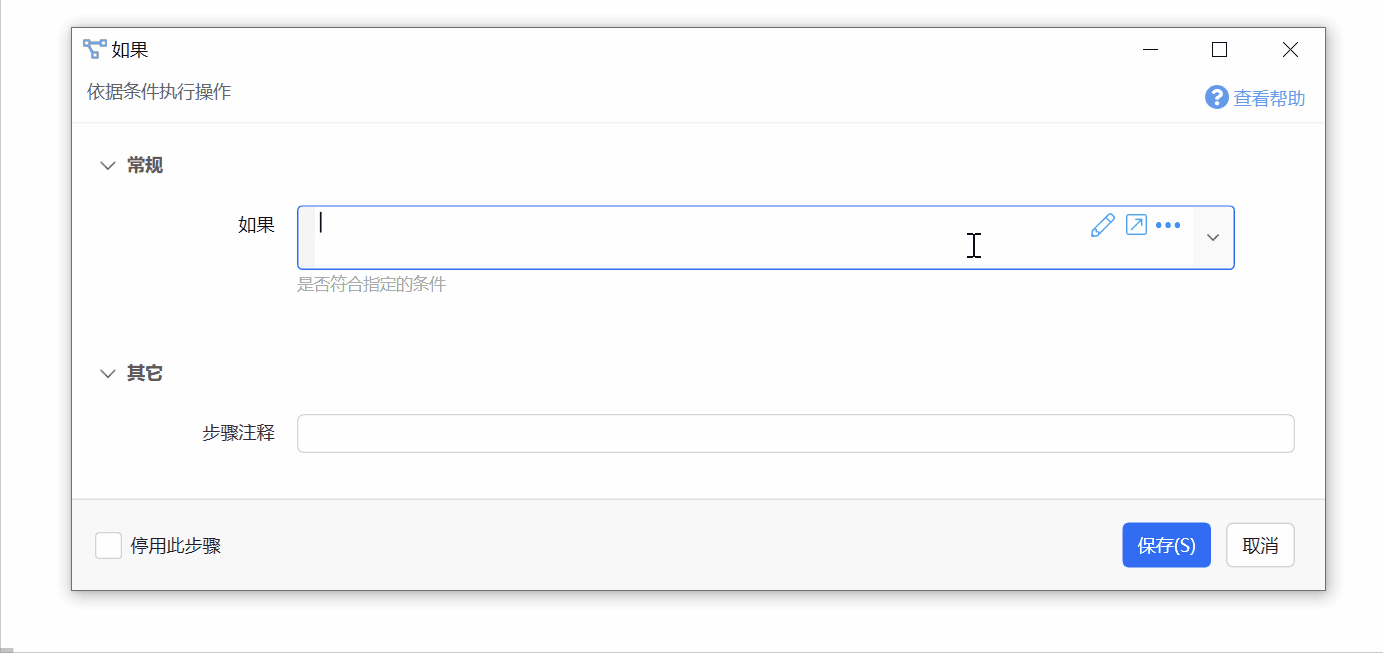 如果
依据条件执行操作
查看帮助
常规
如果
是否符合指定的条件
其它
步骤注释
停用此步骤
保存(S)
取消